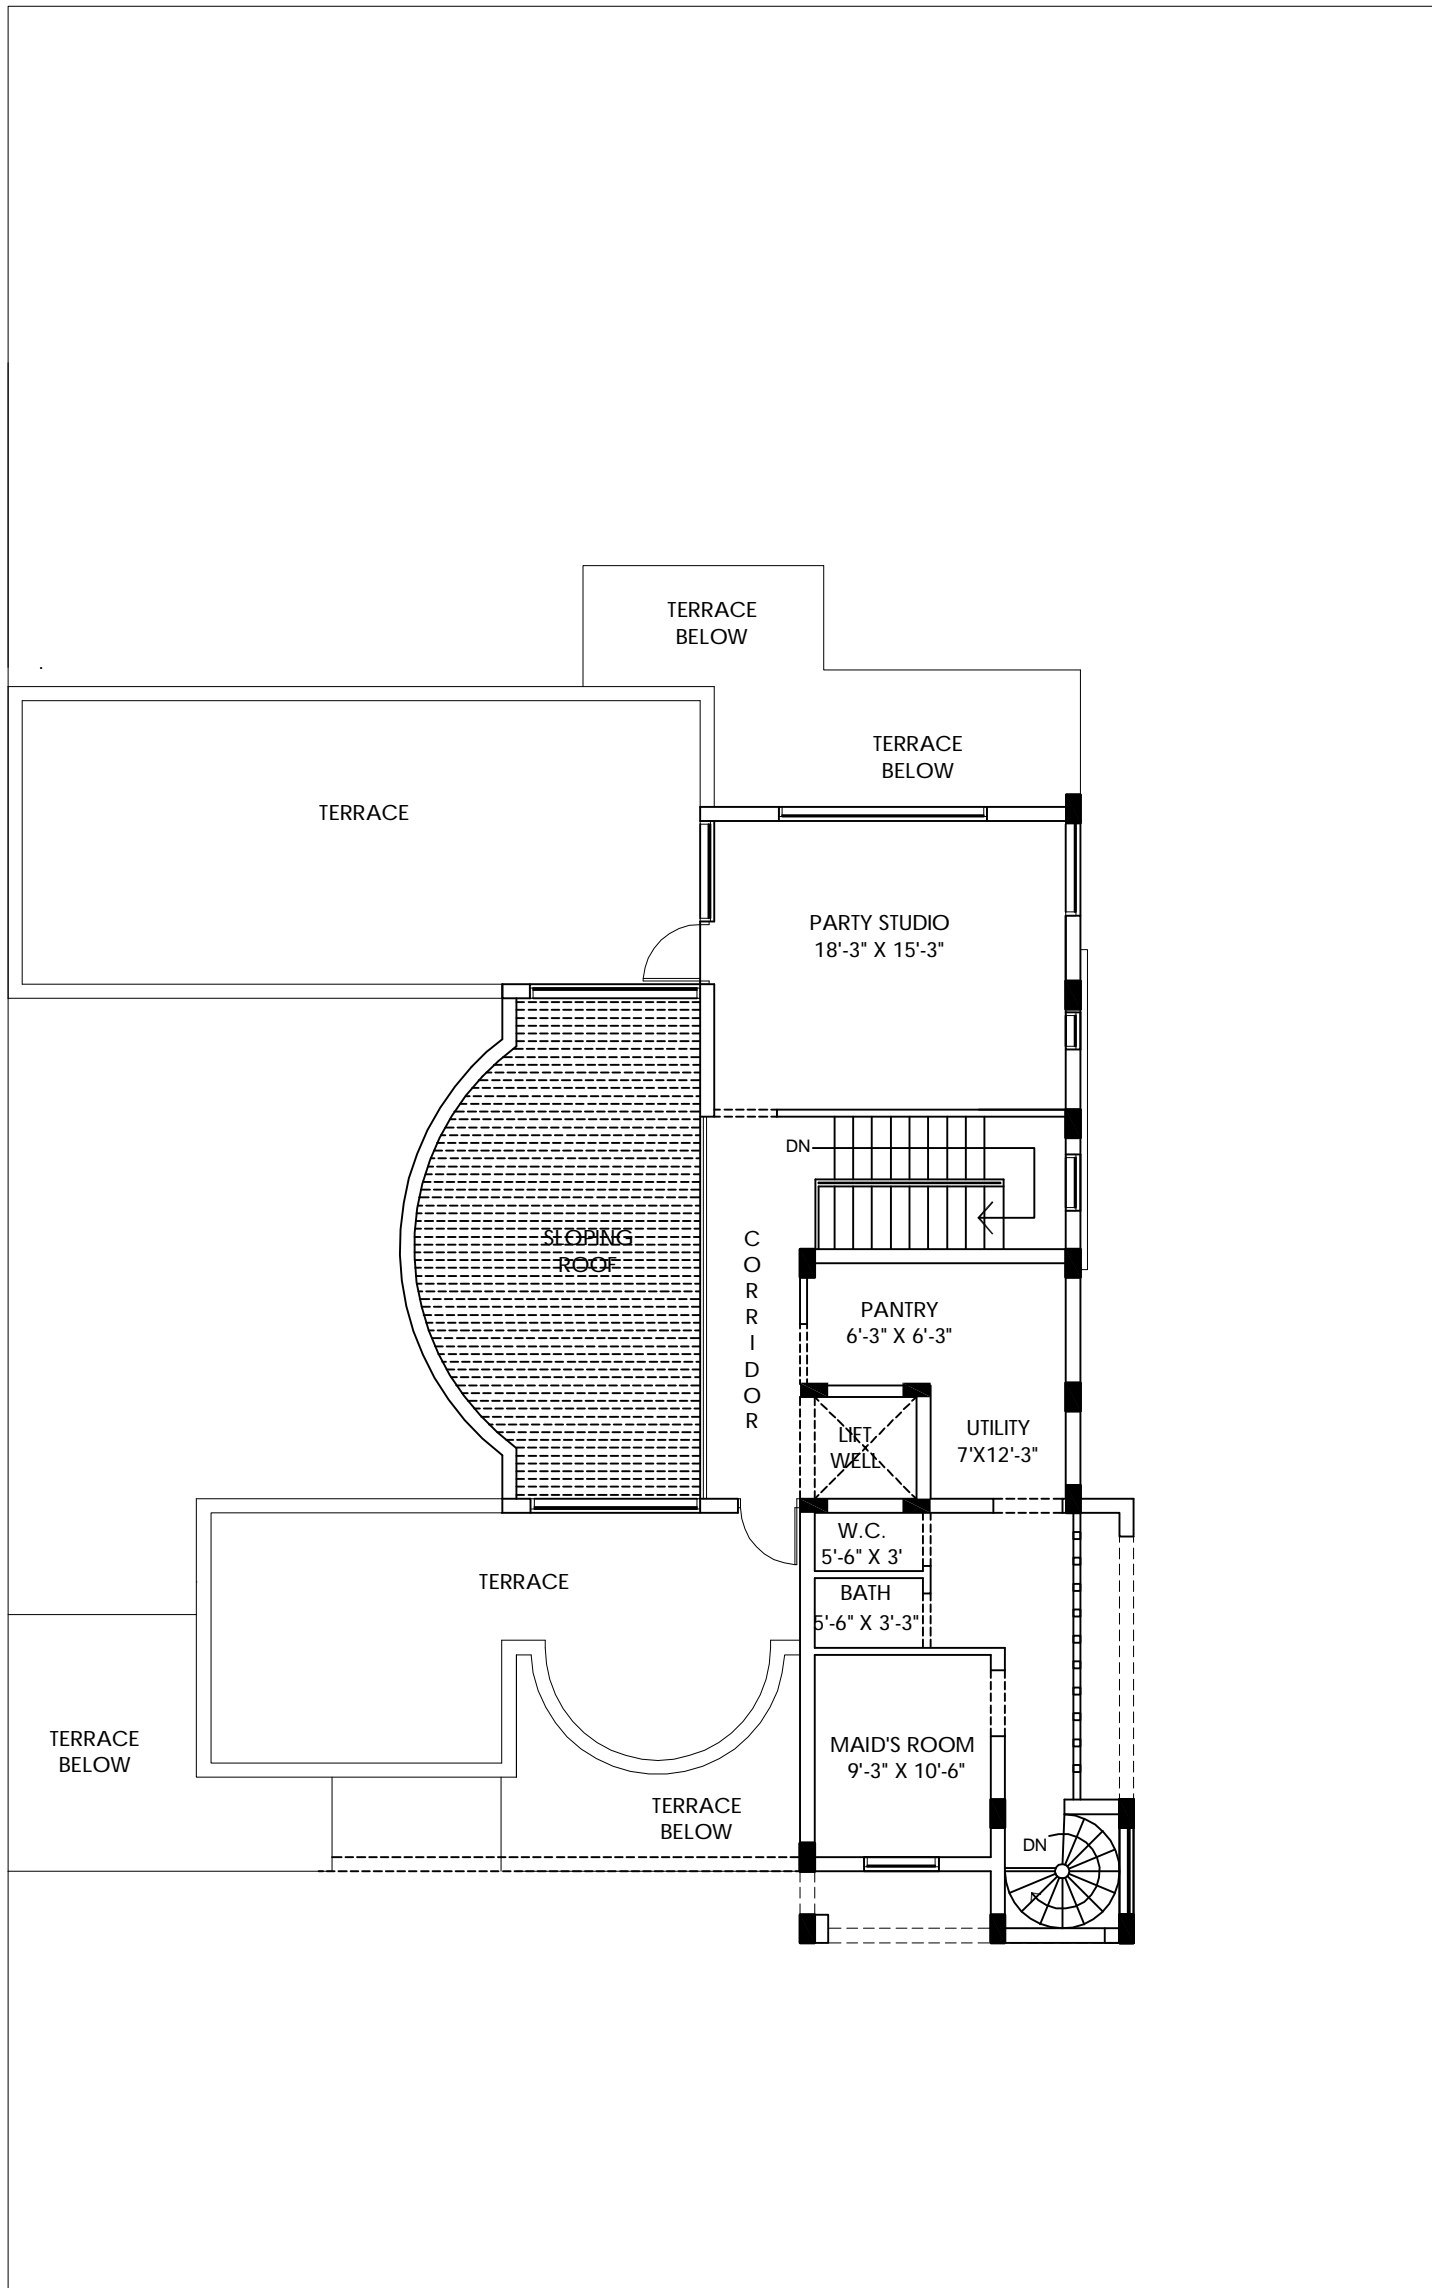 TERRACE
BELOW
TERRACE
BELOW
TERRACE
PARTY STUDIO
18'-3" X 15'-3"
DN
SLOPING
ROOF
C
O
R
R
I
D
O
R
PANTRY
6'-3" X 6'-3"
LIFT
WELL
UTILITY
7'X12'-3"
W.C.
5'-6" X 3'
BATH
5'-6" X 3'-3"
TERRACE
TERRACE
BELOW
MAID'S ROOM
9'-3" X 10'-6"
TERRACE
BELOW
DN